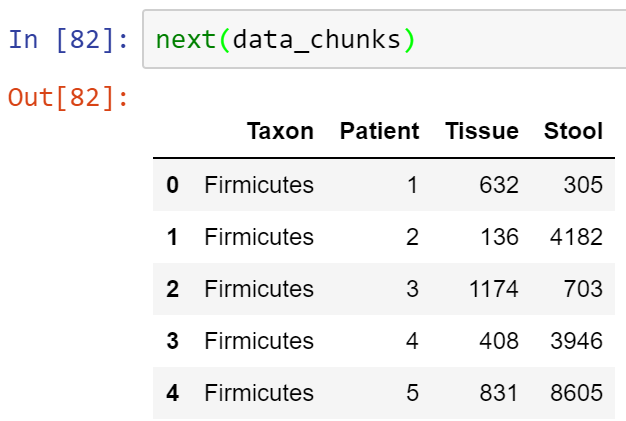 In [82]: next(data_chunks)
Out[82]:
Taxon Patient Tissue Stool
0 Firmicutes 1 632 305
1 Firmicutes 2 136 4182
2 Firmicutes 3 1174 703
3 Firmicutes 4 408 3946
4 Firmicutes 5 831 8605